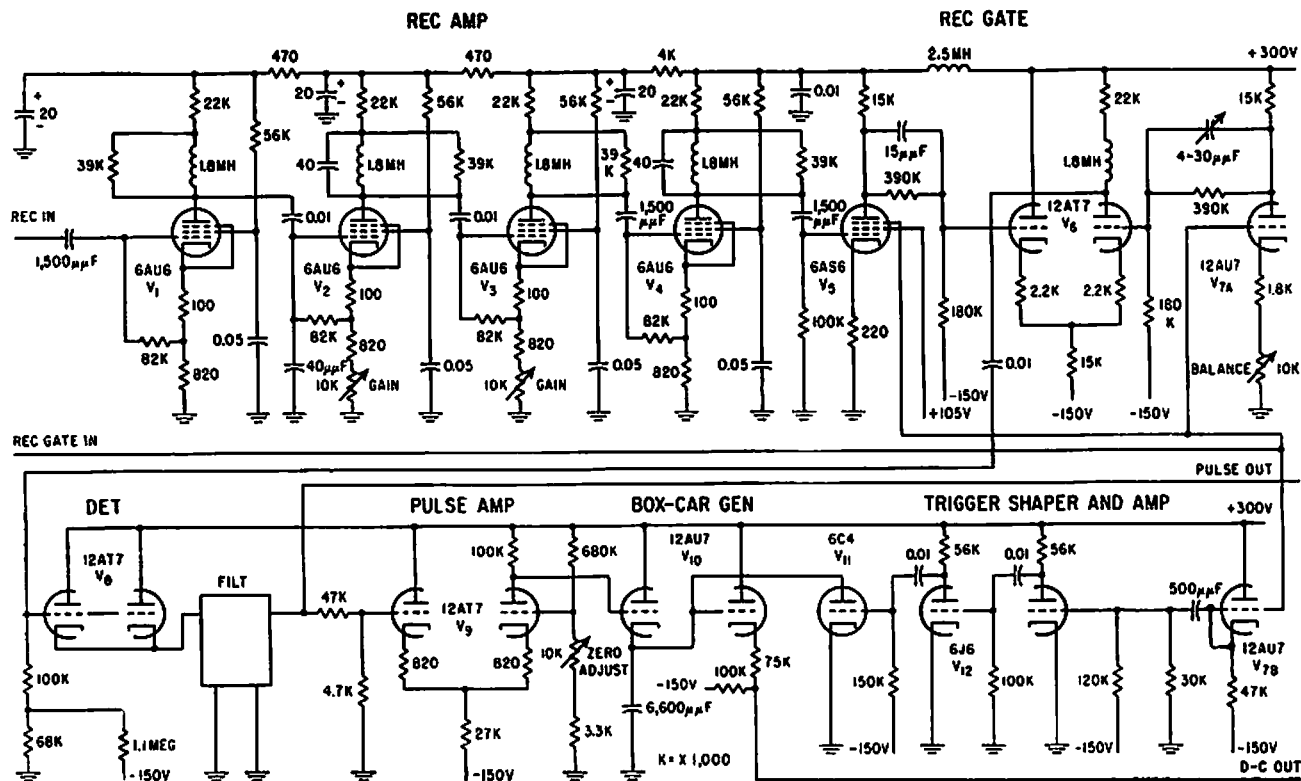 REC AMP
REC GATE
470
470
4K
2.5MH
+300V
+
20
-
22K
56K
20
+
-
22K
56K
22K
56K
+
-
20
22K
56K
0.01
15K
22K
15K
39K
1.8MH
40
1.8MH
39K
1.8MH
39
K
40
1.8MH
39K
15μμF
390K
1.8MH
4-30μμF
390K
REC IN
1,500μμF
0.01
0.01
1,500
μμF
1,500
μμF
12AT7
V6
6AU6
V1
6AU6
V2
6AU6
V3
6AU6
V4
6AS6
V5
12AU7
V7A
100
100
100
100
2.2K
2.2K
1.8K
82K
82K
82K
82K
100K
220
180K
180
K
820
0.05
40μμF
820
10K
GAIN
0.05
820
10K
GAIN
0.05
820
0.05
0.01
15K
BALANCE
10K
-150V
+105V
-150V
-150V
REC GATE IN
PULSE OUT
DET
PULSE AMP
BOX-CAR GEN
TRIGGER SHAPER AND AMP
+300V
12AT7
V8
FILT
47K
100K
680K
12AT7
V9
12AU7
V10
6C4
V11
0.01
56K
0.01
56K
500μμF
6J6
V12
12AU7
V7B
100K
68K
1.1MEG
-150V
4.7K
820
820
27K
-150V
10K
ZERO
ADJUST
3.3K
6,600μμF
-150V
100K
75K
150K
-150V
100K
120K
-150V
30K
47K
-150V
K = X 1,000
D-C OUT